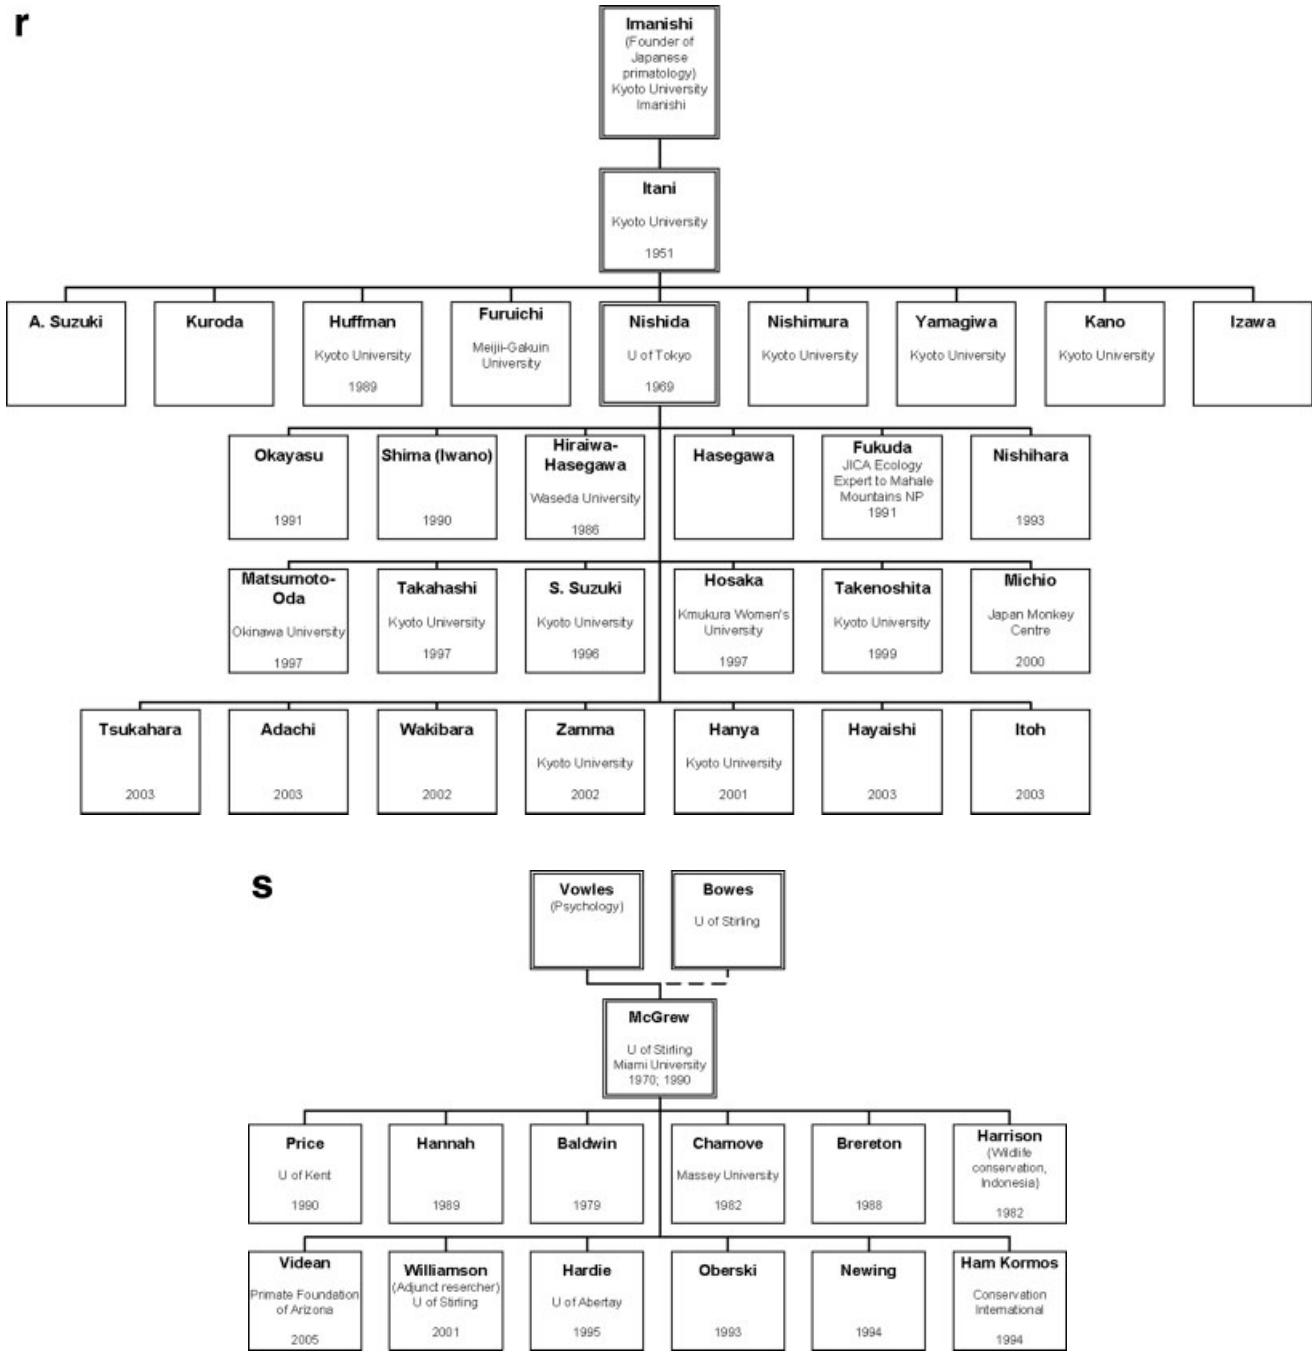 r
Imanishi
(Founder of
Japanese
primatology)
Kyoto University
Imanishi
Itani
Kyoto University
1951
A. Suzuki
Kuroda
Huffman
Kyoto University
1989
Furuichi
Meijii-Gakuin
University
Nishida
U of Tokyo
1969
Nishimura
Kyoto University
Yamagiwa
Kyoto University
Kano
Kyoto University
Izawa
Okayasu
1991
Shima (Iwano)
1990
Hiraiwa-
Hasegawa
Waseda University
1986
Hasegawa
Fukuda
JICA Ecology
Expert to Mahale
Mountains NP
1991
Nishihara
1993
Matsumoto-
Oda
Okinawa University
1997
Takahashi
Kyoto University
1997
S. Suzuki
Kyoto University
1996
Hosaka
Kmukura Women's
University
1997
Takenoshita
Kyoto University
1999
Michio
Japan Monkey
Centre
2000
Tsukahara
2003
Adachi
2003
Wakibara
2002
Zamma
Kyoto University
2002
Hanya
Kyoto University
2001
Hayaishi
2003
Itoh
2003
s
Vowles
(Psychology)
Bowes
U of Stirling
McGrew
U of Stirling
Miami University
1970; 1990
Price
U of Kent
1990
Hannah
1989
Baldwin
1979
Chamove
Massey University
1982
Brereton
1988
Harrison
(Wildlife
conservation,
Indonesia)
1982
Videan
Primate Foundation
of Arizona
2005
Williamson
(Adjunct resercher)
U of Stirling
2001
Hardie
U of Abertay
1995
Oberski
1993
Newing
1994
Ham Kormos
Conservation
International
1994